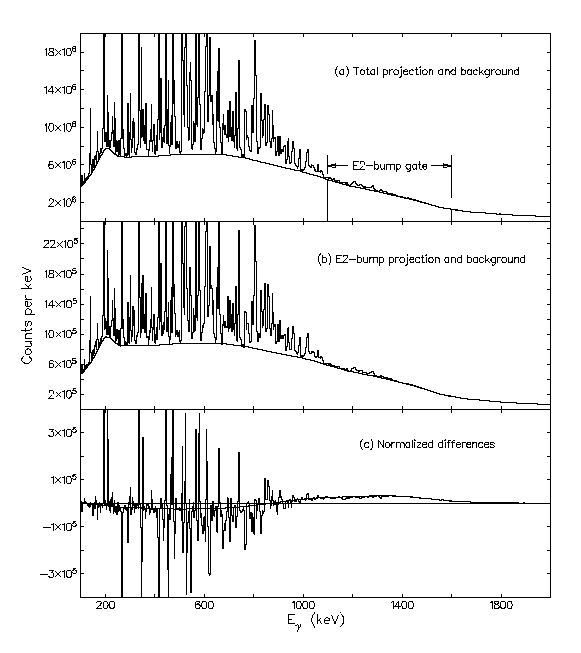 18×10⁶
14×10⁶
10×10⁶
6×10⁶
2×10⁶
(a) Total projection and background
E2-bump gate
22×10⁵
18×10⁵
14×10⁵
10×10⁵
6×10⁵
2×10⁵
(b) E2-bump projection and background
Counts per keV
3×10⁵
1×10⁵
-1×10⁵
-3×10⁵
(c) Normalized differences
200 600 1000 1400 1800
Eγ (keV)